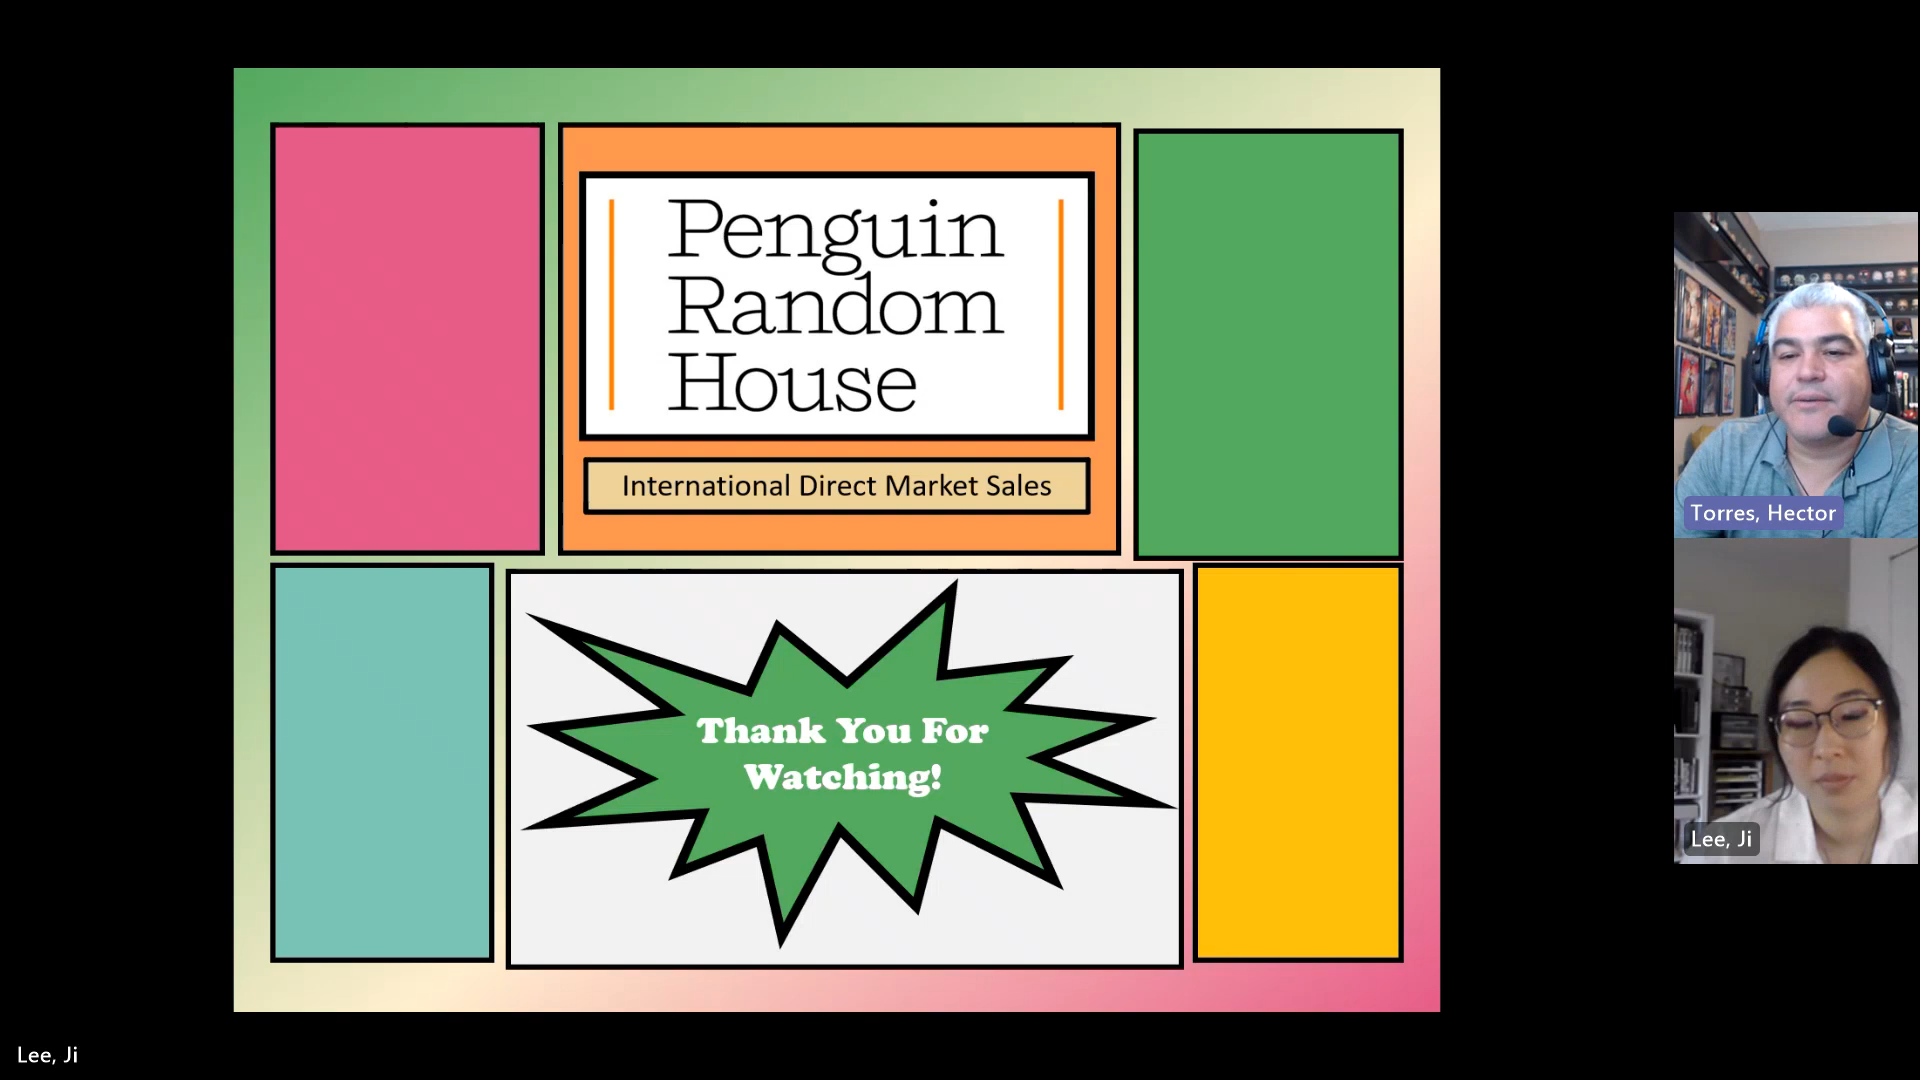 Penguin
Random
House
International Direct Market Sales
Thank You For
Watching!
Torres, Hector
Lee, Ji
Lee, Ji